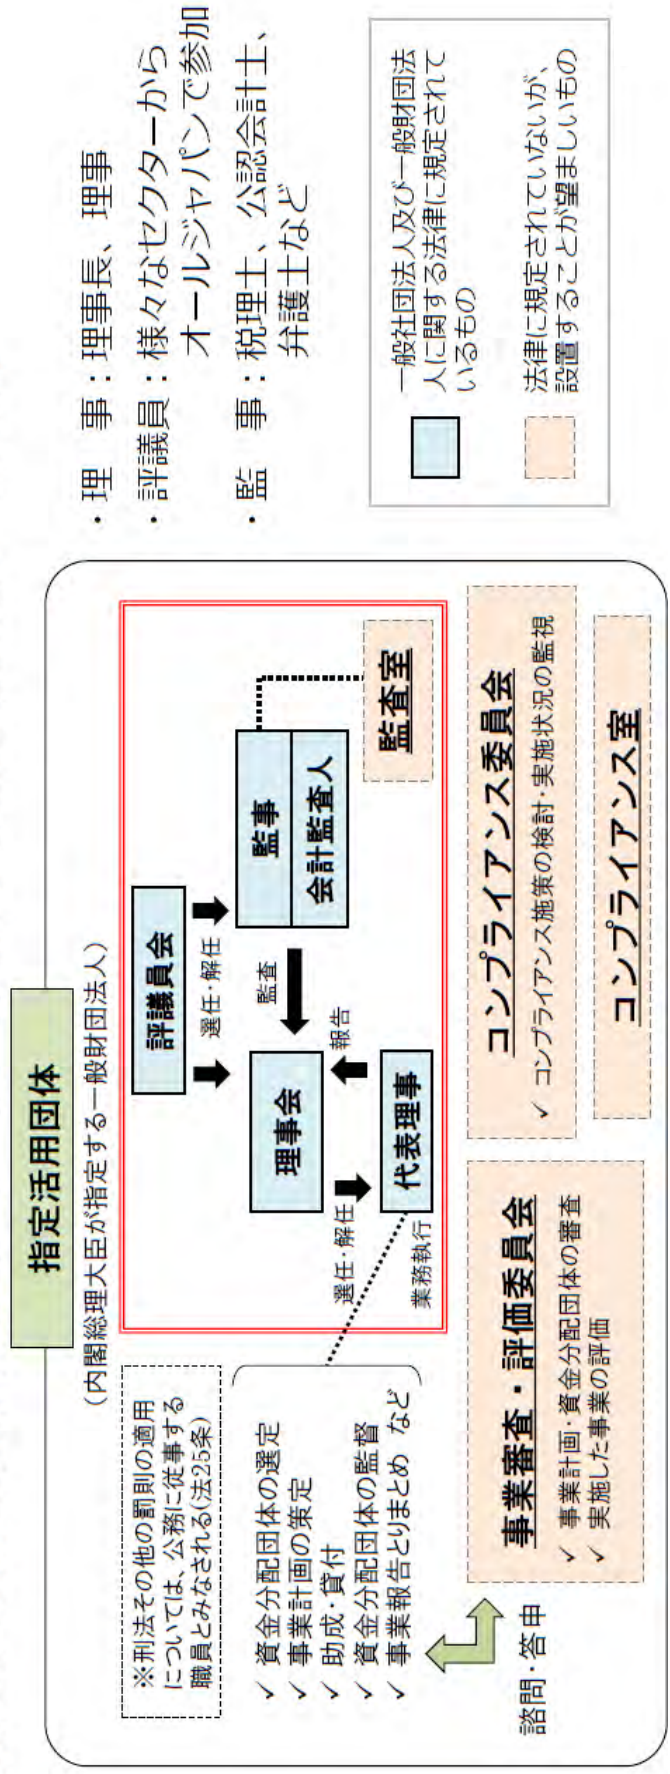 指定活用団体
（内閣総理大臣が指定する一般財団法人）
※刑法その他の罰則の適用
については、公務に従事する
職員とみなされる(法25条)
✓ 資金分配団体の選定
✓ 事業計画の策定
✓ 助成・貸付
✓ 資金分配団体の監督
✓ 事業報告とりまとめ など
諮問・答申
評議員会
選任・解任
理事会
監査
監事
会計監査人
報告
選任・解任
代表理事
業務執行
監査室
事業審査・評価委員会
✓ 事業計画・資金分配団体の審査
✓ 実施した事業の評価
コンプライアンス委員会
✓ コンプライアンス施策の検討・実施状況の監視
コンプライアンス室
・理　事：理事長、理事
・評議員：様々なセクターから
オールジャパンで参加
・監　事：税理士、公認会計士、
弁護士など
一般社団法人及び一般財団法
人に関する法律に規定されて
いるもの
法律に規定されていないが、
設置することが望ましいもの